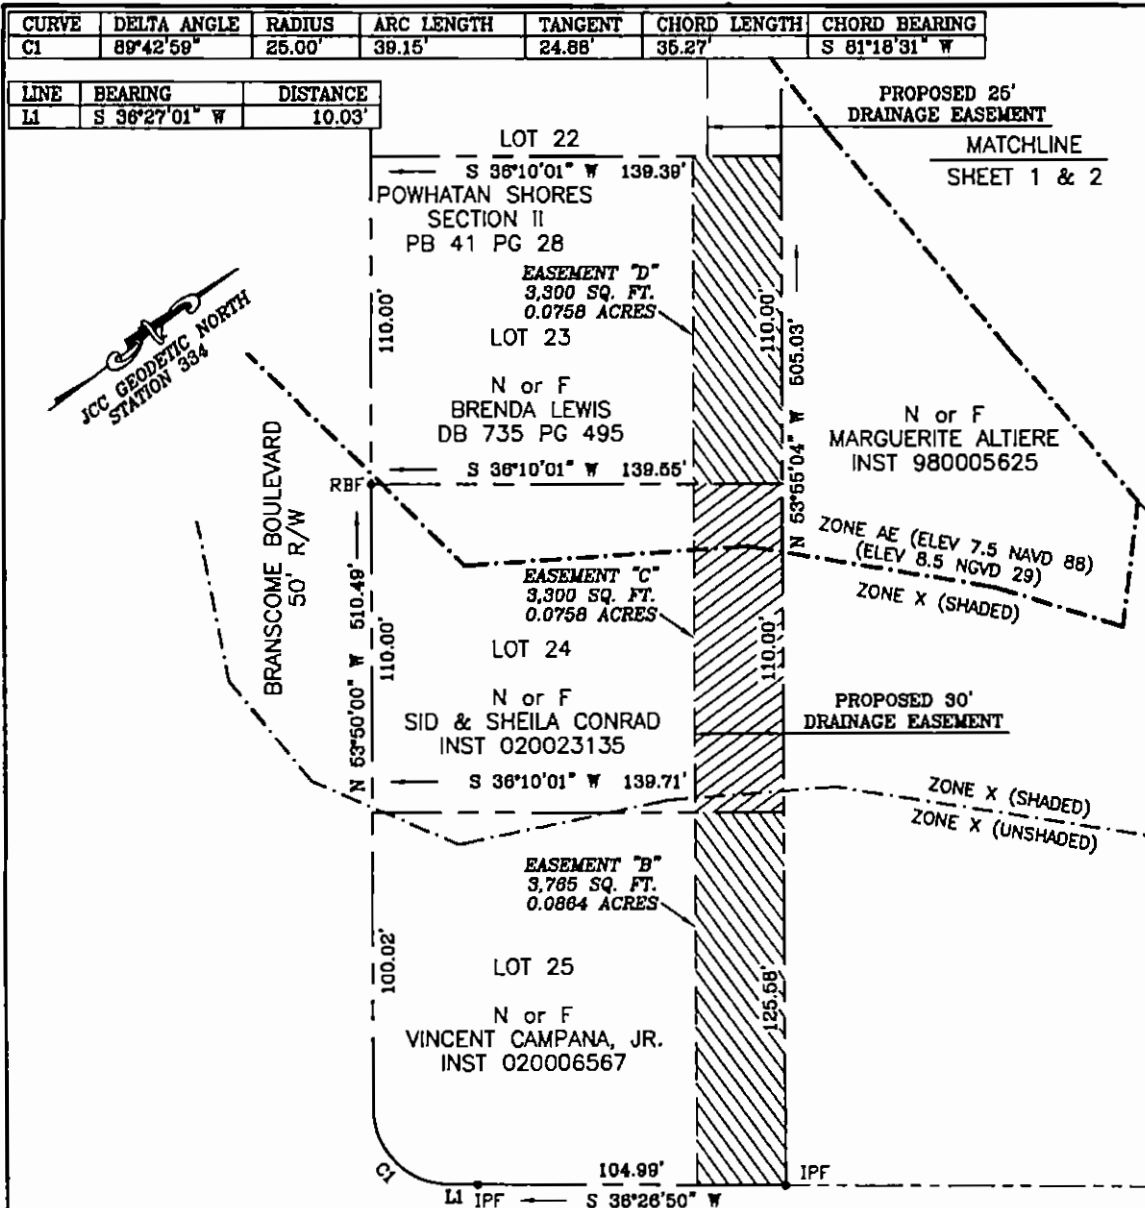 CURVE DELTA ANGLE RADIUS ARC LENGTH TANGENT CHORD LENGTH CHORD BEARING
C1 89°42'59" 25.00' 39.15' 24.88' 35.27' S 81°18'31" W
LINE BEARING DISTANCE
L1 S 36°27'01" W 10.03'
PROPOSED 25'
DRAINAGE EASEMENT
MATCHLINE
SHEET 1 & 2
LOT 22
S 36°10'01" W 139.39'
POWHATAN SHORES
SECTION II
PB 41 PG 28
EASEMENT "D"
3,300 SQ. FT.
0.0758 ACRES
JCC GEODETIC NORTH
STATION 334
110.00'
LOT 23
110.00'
505.03'
N 53°55'04" W
N or F
BRENDA LEWIS
DB 735 PG 495
N or F
MARGUERITE ALTIERE
INST 980005625
S 36°10'01" W 139.55'
RBF
BRANSCOME BOULEVARD
50' R/W
ZONE AE (ELEV 7.5 NAVD 88)
(ELEV 8.5 NGVD 29)
ZONE X (SHADED)
EASEMENT "C"
3,300 SQ. FT.
0.0758 ACRES
N 53°50'00" W 510.49'
110.00'
LOT 24
110.00'
N or F
SID & SHEILA CONRAD
INST 020023135
PROPOSED 30'
DRAINAGE EASEMENT
S 36°10'01" W 139.71'
ZONE X (SHADED)
ZONE X (UNSHADED)
EASEMENT "B"
3,765 SQ. FT.
0.0864 ACRES
100.02'
LOT 25
125.58'
N or F
VINCENT CAMPANA, JR.
INST 020006567
C1
104.99'
IPF
L1 IPF S 36°26'50" W